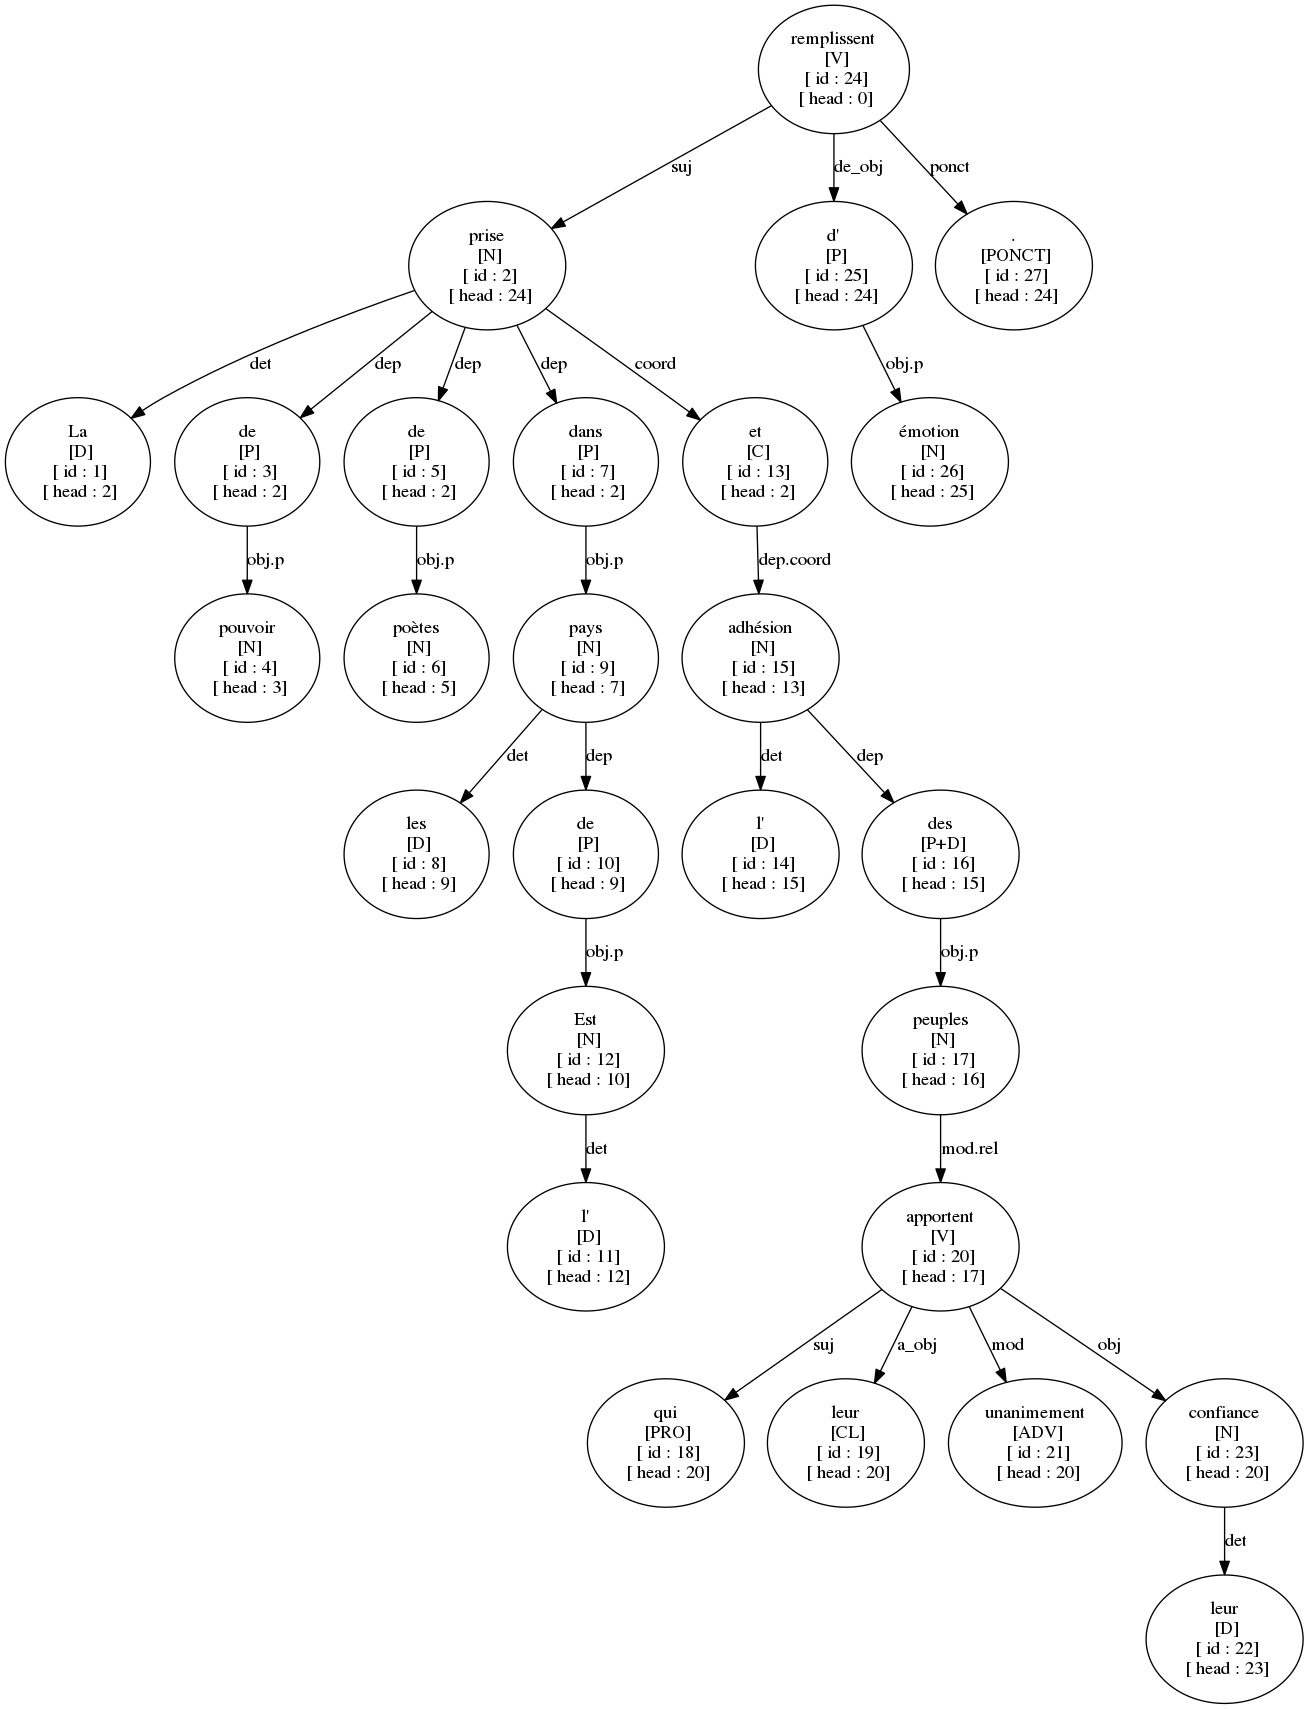 remplissent
[V]
[ id : 24]
[ head : 0]
suj
de_obj
ponct
prise
[N]
[ id : 2]
[ head : 24]
d'
[P]
[ id : 25]
[ head : 24]
.
[PONCT]
[ id : 27]
[ head : 24]
det
dep
dep
dep
coord
obj.p
La
[D]
[ id : 1]
[ head : 2]
de
[P]
[ id : 3]
[ head : 2]
de
[P]
[ id : 5]
[ head : 2]
dans
[P]
[ id : 7]
[ head : 2]
et
[C]
[ id : 13]
[ head : 2]
émotion
[N]
[ id : 26]
[ head : 25]
obj.p
obj.p
obj.p
dep.coord
pouvoir
[N]
[ id : 4]
[ head : 3]
poètes
[N]
[ id : 6]
[ head : 5]
pays
[N]
[ id : 9]
[ head : 7]
adhésion
[N]
[ id : 15]
[ head : 13]
det
dep
det
dep
les
[D]
[ id : 8]
[ head : 9]
de
[P]
[ id : 10]
[ head : 9]
l'
[D]
[ id : 14]
[ head : 15]
des
[P+D]
[ id : 16]
[ head : 15]
obj.p
obj.p
Est
[N]
[ id : 12]
[ head : 10]
peuples
[N]
[ id : 17]
[ head : 16]
det
mod.rel
l'
[D]
[ id : 11]
[ head : 12]
apportent
[V]
[ id : 20]
[ head : 17]
suj
a_obj
mod
obj
qui
[PRO]
[ id : 18]
[ head : 20]
leur
[CL]
[ id : 19]
[ head : 20]
unanimement
[ADV]
[ id : 21]
[ head : 20]
confiance
[N]
[ id : 23]
[ head : 20]
det
leur
[D]
[ id : 22]
[ head : 23]